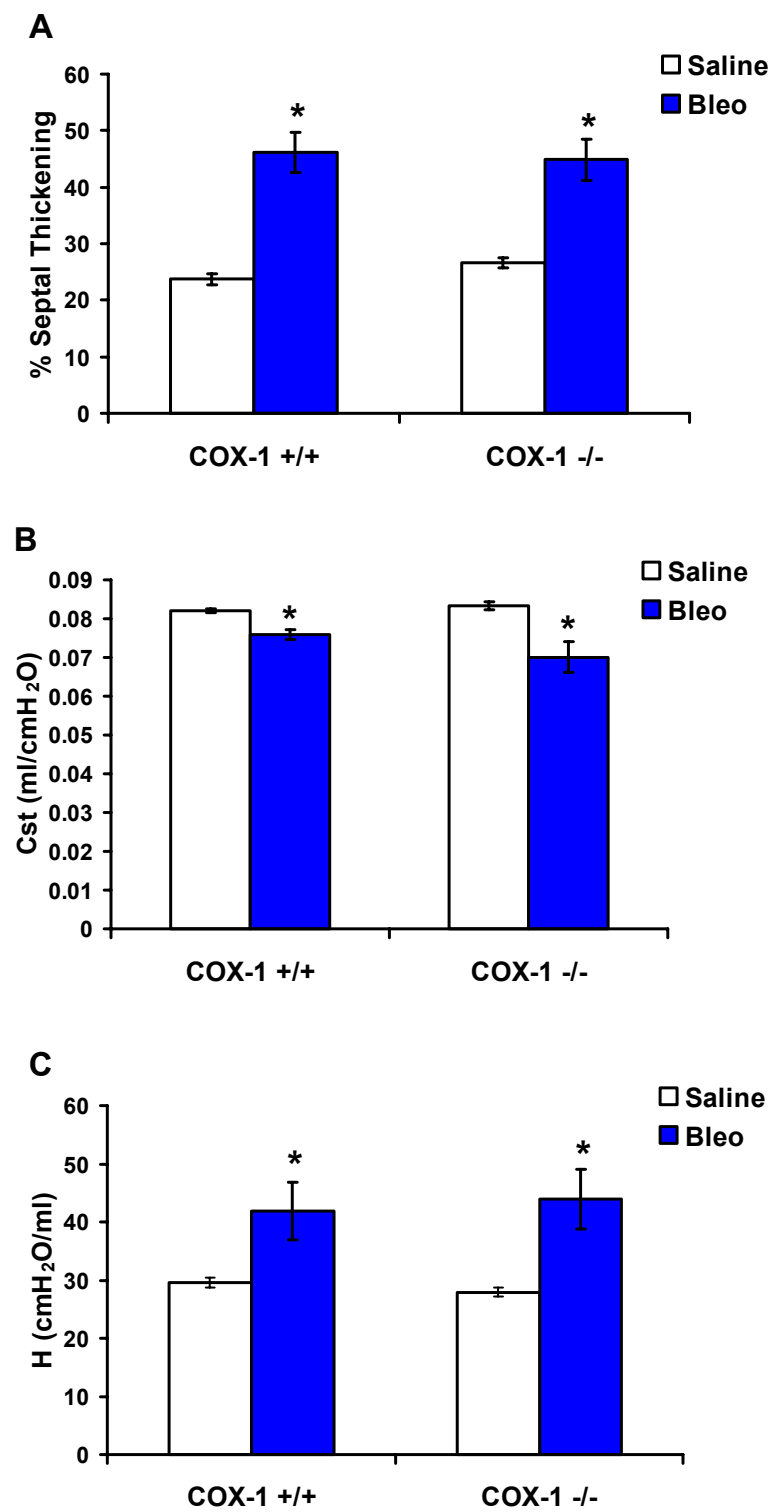 A
Saline
Bleo
% Septal Thickening
60
50
40
30
20
10
0
*
*
COX-1 +/+
COX-1 -/-
B
Saline
Bleo
Cst (ml/cmH₂O)
0.09
0.08
0.07
0.06
0.05
0.04
0.03
0.02
0.01
0
*
*
COX-1 +/+
COX-1 -/-
C
Saline
Bleo
H (cmH₂O/ml)
60
50
40
30
20
10
0
*
*
COX-1 +/+
COX-1 -/-